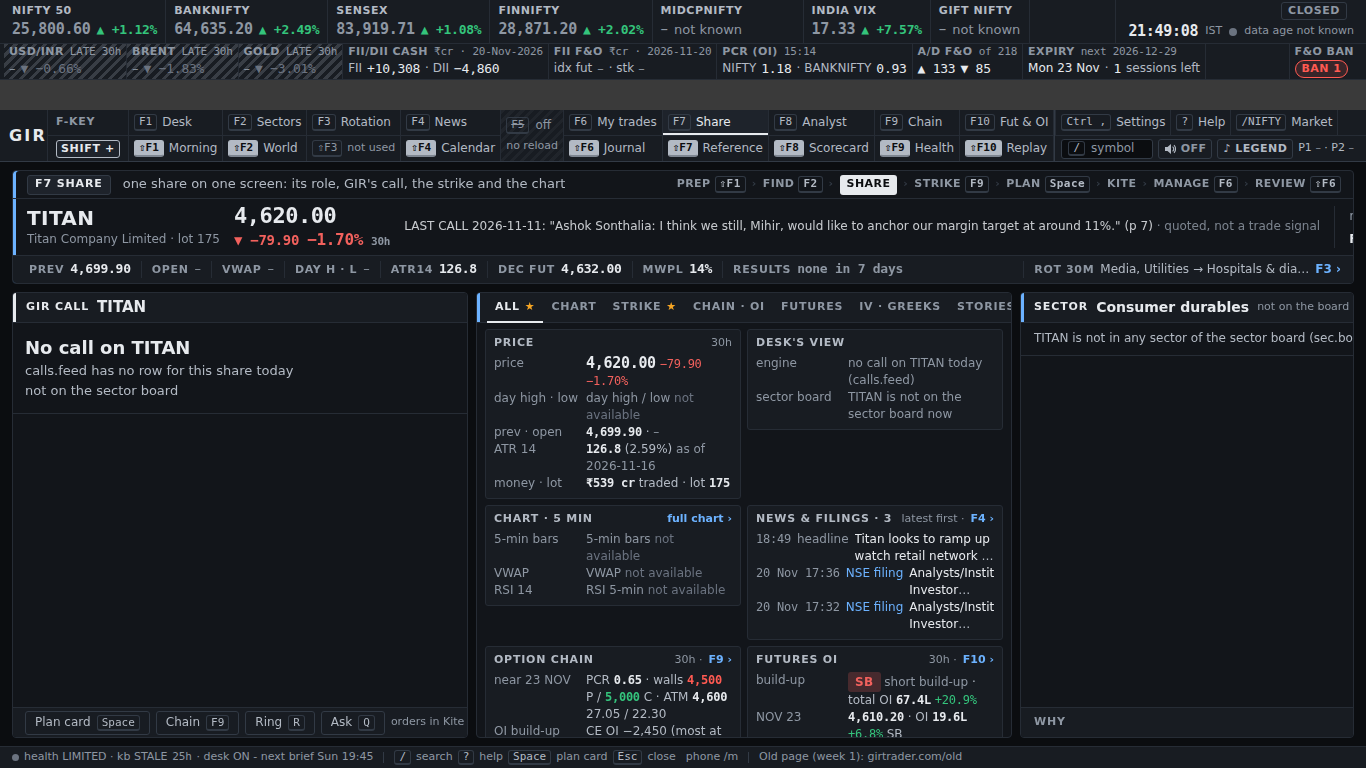 NIFTY 50
25,800.60 ▲ +1.12%
BANKNIFTY
64,635.20 ▲ +2.49%
SENSEX
83,919.71 ▲ +1.08%
FINNIFTY
28,871.20 ▲ +2.02%
MIDCPNIFTY
– not known
INDIA VIX
17.33 ▲ +7.57%
GIFT NIFTY
– not known
CLOSED
21:49:08 IST ● data age not known
USD/INR LATE 30h
– ▼ −0.66%
BRENT LATE 30h
– ▼ −1.83%
GOLD LATE 30h
– ▼ −3.01%
FII/DII CASH ₹cr · 20-Nov-2026
FII +10,308 · DII −4,860
FII F&O ₹cr · 2026-11-20
idx fut – · stk –
PCR (OI) 15:14
NIFTY 1.18 · BANKNIFTY 0.93
A/D F&O of 218
▲ 133 ▼ 85
EXPIRY next 2026-12-29
Mon 23 Nov · 1 sessions left
F&O BAN
BAN 1
GIR
F-KEY
F1 Desk
F2 Sectors
F3 Rotation
F4 News
F5 off
no reload
F6 My trades
F7 Share
F8 Analyst
F9 Chain
F10 Fut & OI
Ctrl , Settings
? Help
/NIFTY Market
SHIFT +
⇧F1 Morning
⇧F2 World
⇧F3 not used
⇧F4 Calendar
⇧F6 Journal
⇧F7 Reference
⇧F8 Scorecard
⇧F9 Health
⇧F10 Replay
/ symbol
OFF
♪ LEGEND
P1 – · P2 –
F7 SHARE one share on one screen: its role, GIR's call, the strike and the chart
PREP ⇧F1 › FIND F2 › SHARE › STRIKE F9 › PLAN Space › KITE › MANAGE F6 › REVIEW ⇧F6
TITAN
Titan Company Limited · lot 175
4,620.00
▼ −79.90 −1.70% 30h
LAST CALL 2026-11-11: "Ashok Sonthalia: I think we still, Mihir, would like to anchor our margin target at around 11%." (p 7) · quoted, not a trade signal
PREV 4,699.90
OPEN –
VWAP –
DAY H · L –
ATR14 126.8
DEC FUT 4,632.00
MWPL 14%
RESULTS none in 7 days
ROT 30M Media, Utilities → Hospitals & dia… F3 ›
GIR CALL TITAN
No call on TITAN
calls.feed has no row for this share today
not on the sector board
Plan card Space
Chain F9
Ring R
Ask Q
orders in Kite
ALL ★
CHART
STRIKE ★
CHAIN · OI
FUTURES
IV · GREEKS
STORIES
PRICE 30h
price 4,620.00 −79.90
−1.70%
day high · low day high / low not
available
prev · open 4,699.90 · –
ATR 14 126.8 (2.59%) as of
2026-11-16
money · lot ₹539 cr traded · lot 175
DESK'S VIEW
engine no call on TITAN today
(calls.feed)
sector board TITAN is not on the
sector board now
CHART · 5 MIN full chart ›
5-min bars 5-min bars not
available
VWAP VWAP not available
RSI 14 RSI 5-min not available
NEWS & FILINGS · 3 latest first · F4 ›
18:49 headline Titan looks to ramp up
watch retail network …
20 Nov 17:36 NSE filing Analysts/Instit
Investor…
20 Nov 17:32 NSE filing Analysts/Instit
Investor…
OPTION CHAIN 30h · F9 ›
near 23 NOV PCR 0.65 · walls 4,500
P / 5,000 C · ATM 4,600
27.05 / 22.30
OI build-up CE OI −2,450 (most at
FUTURES OI 30h · F10 ›
build-up SB short build-up ·
total OI 67.4L +20.9%
NOV 23 4,610.20 · OI 19.6L
+6.8% SB
SECTOR Consumer durables not on the board
TITAN is not in any sector of the sector board (sec.bo
WHY
● health LIMITED · kb STALE 25h · desk ON - next brief Sun 19:45
/ search ? help Space plan card Esc close phone /m
Old page (week 1): girtrader.com/old